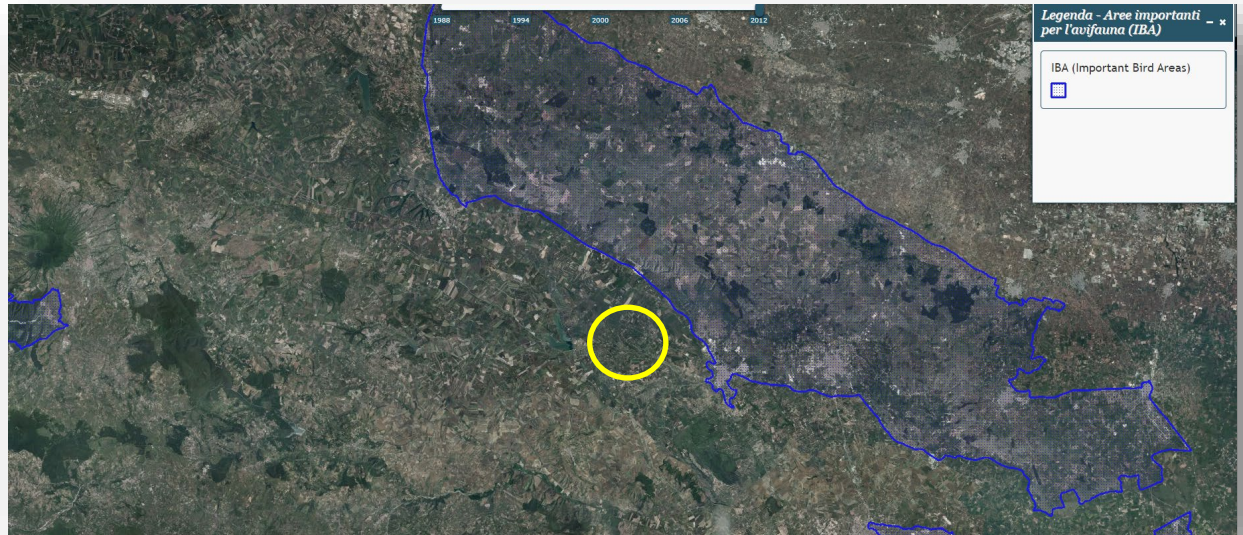 1988 1994 2000 2006 2012
Legenda - Aree importanti
per l'avifauna (IBA)
IBA (Important Bird Areas)